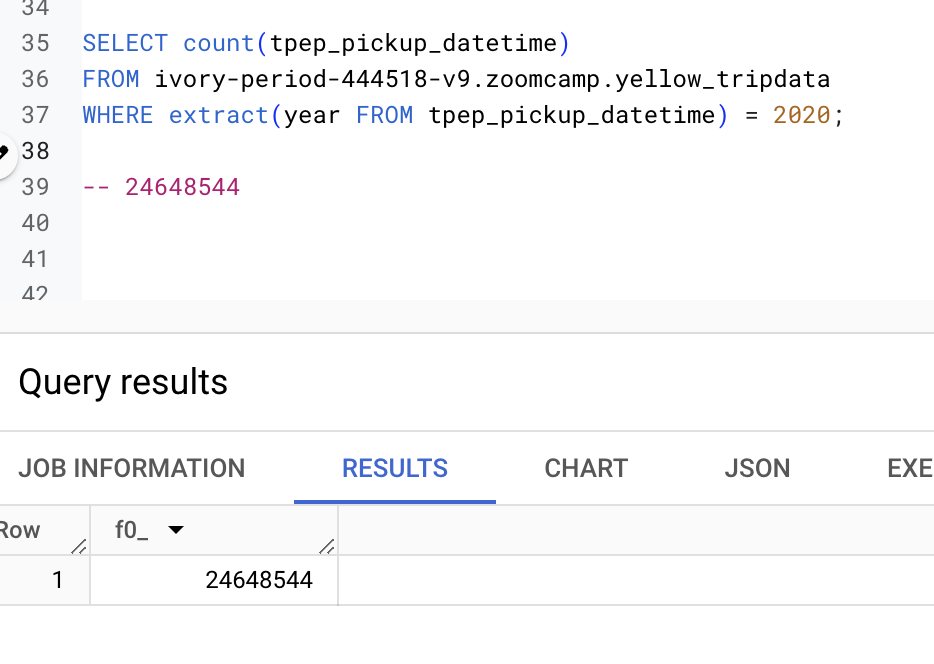 34
35 SELECT count(tpep_pickup_datetime)
36 FROM ivory-period-444518-v9.zoomcamp.yellow_tripdata
37 WHERE extract(year FROM tpep_pickup_datetime) = 2020;
38
39 -- 24648544
40
41
42
Query results
JOB INFORMATION RESULTS CHART JSON EXE
Row f0_
1 24648544